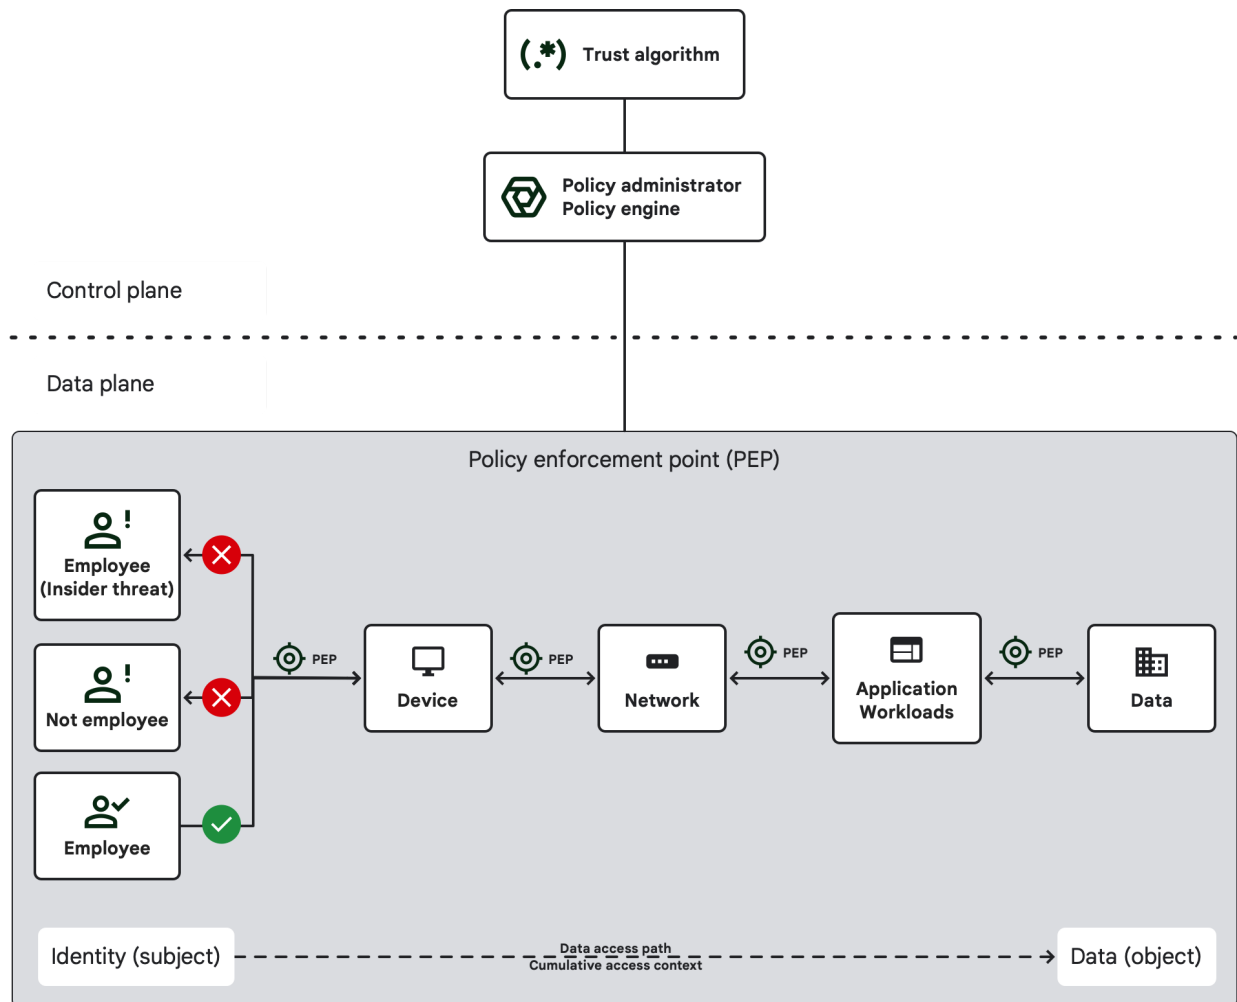 Trust algorithm
Policy administrator
Policy engine
Control plane
Data plane
Policy enforcement point (PEP)
Employee
(Insider threat)
Not employee
Employee
PEP
Device
PEP
Network
PEP
Application
Workloads
PEP
Data
Identity (subject)
Data access path
Cumulative access context
Data (object)